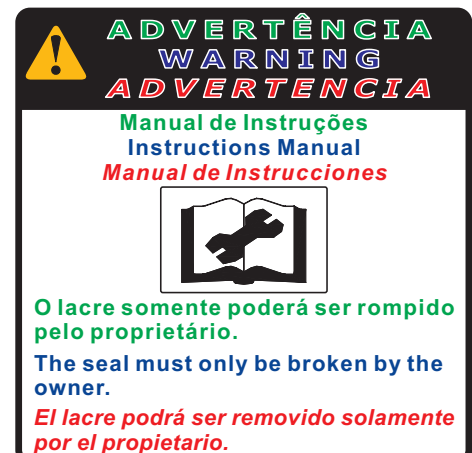 ADVERTÊNCIA
WARNING
ADVERTENCIA
Manual de Instruções
Instructions Manual
Manual de Instrucciones
O lacre somente poderá ser rompido
pelo proprietário.
The seal must only be broken by the
owner.
El lacre podrá ser removido solamente
por el propietario.